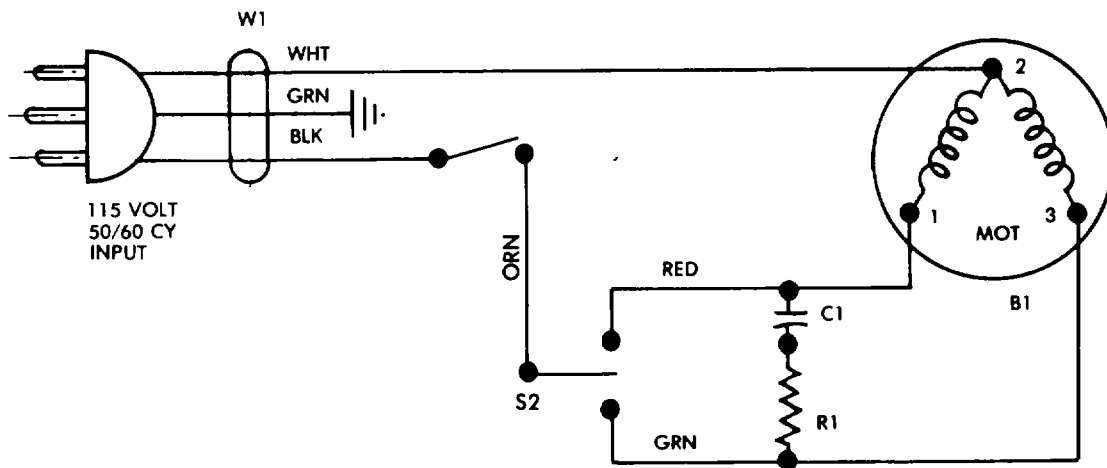 W1
WHT
GRN
BLK
115 VOLT
50/60 CY
INPUT
ORN
S2
RED
GRN
C1
R1
2
1
3
MOT
B1